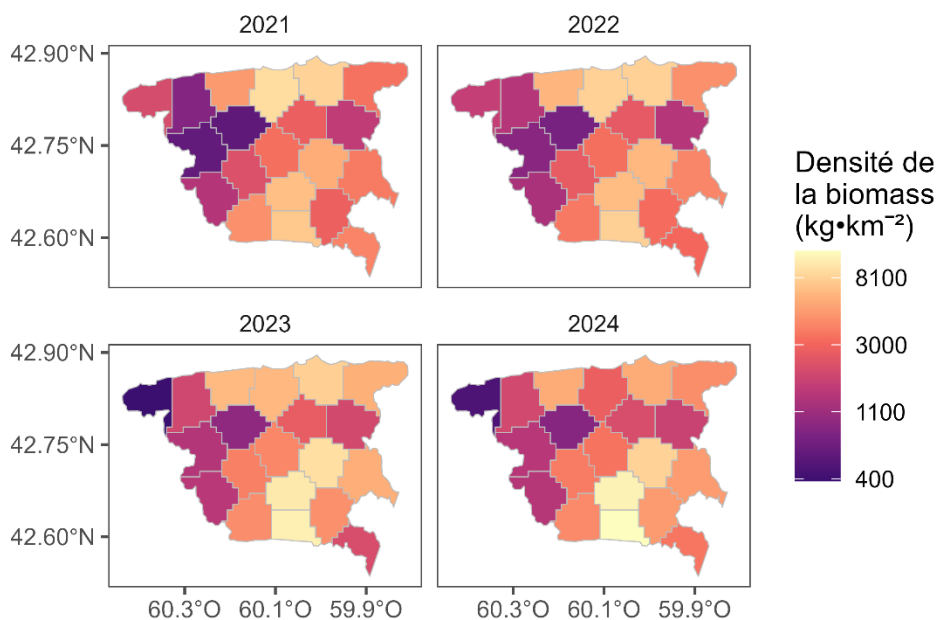 2021
2022
42.90°N
42.75°N
42.60°N
2023
2024
42.90°N
42.75°N
42.60°N
60.3°O 60.1°O 59.9°O
60.3°O 60.1°O 59.9°O
Densité de
la biomass
(kg•km⁻²)
8100
3000
1100
400